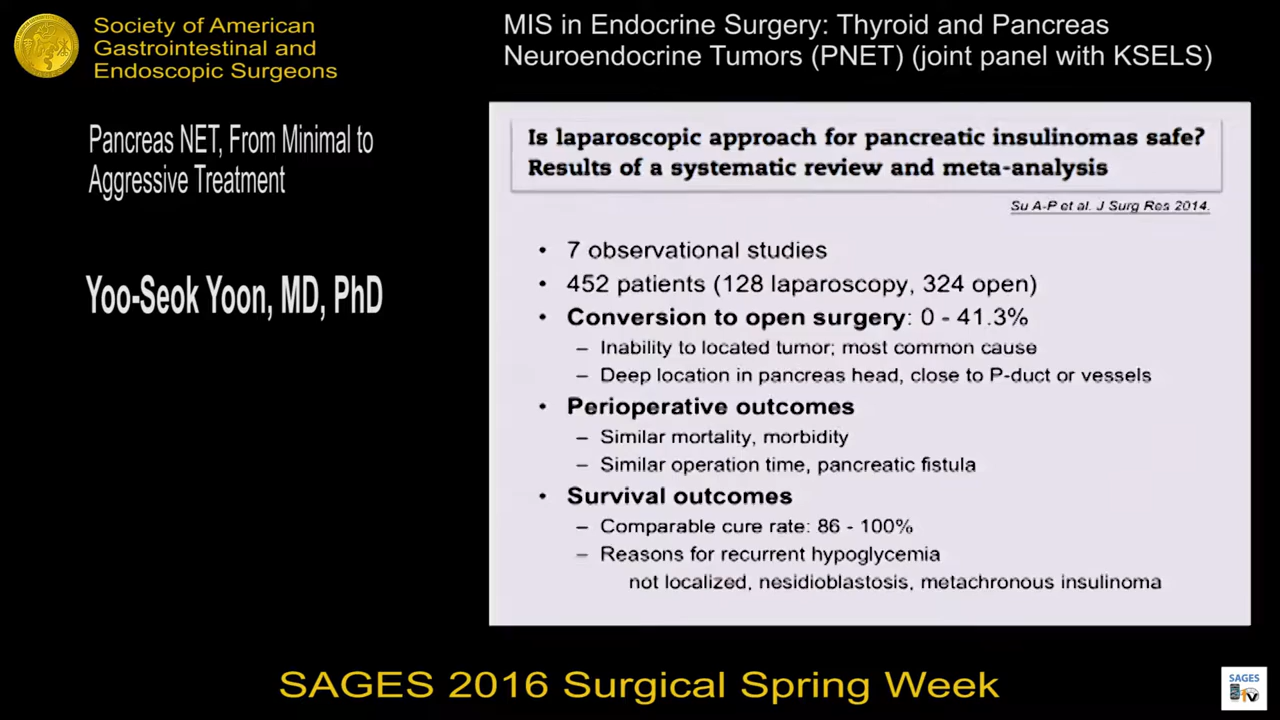 Society of American
Gastrointestinal and
Endoscopic Surgeons
MIS in Endocrine Surgery: Thyroid and Pancreas
Neuroendocrine Tumors (PNET) (joint panel with KSELS)
Pancreas NET, From Minimal to
Aggressive Treatment
Yoo-Seok Yoon, MD, PhD
Is laparoscopic approach for pancreatic insulinomas safe?
Results of a systematic review and meta-analysis
Su A-P et al. J Surg Res 2014.
• 7 observational studies
• 452 patients (128 laparoscopy, 324 open)
• Conversion to open surgery: 0 - 41.3%
– Inability to located tumor; most common cause
– Deep location in pancreas head, close to P-duct or vessels
• Perioperative outcomes
– Similar mortality, morbidity
– Similar operation time, pancreatic fistula
• Survival outcomes
– Comparable cure rate: 86 - 100%
– Reasons for recurrent hypoglycemia
not localized, nesidioblastosis, metachronous insulinoma
SAGES 2016 Surgical Spring Week
SAGES
TV